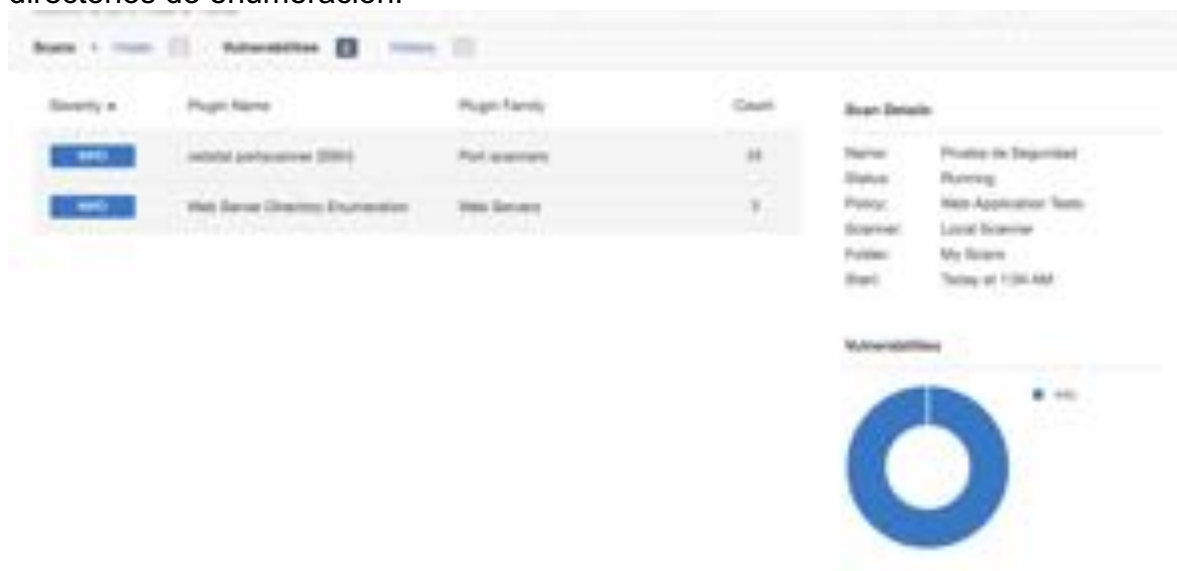 directorios de enumeración.
Scans Hosts Vulnerabilities History
Severity Plugin Name Plugin Family Count
INFO netstat portscanner (SSH) Port scanners
INFO Web Server Directory Enumeration Web Servers
Scan Details
Name: Prueba de Seguridad
Status: Running
Policy: Web Application Tests
Scanner: Local Scanner
Folder: My Scans
Start: Today at AM
Vulnerabilities
Info